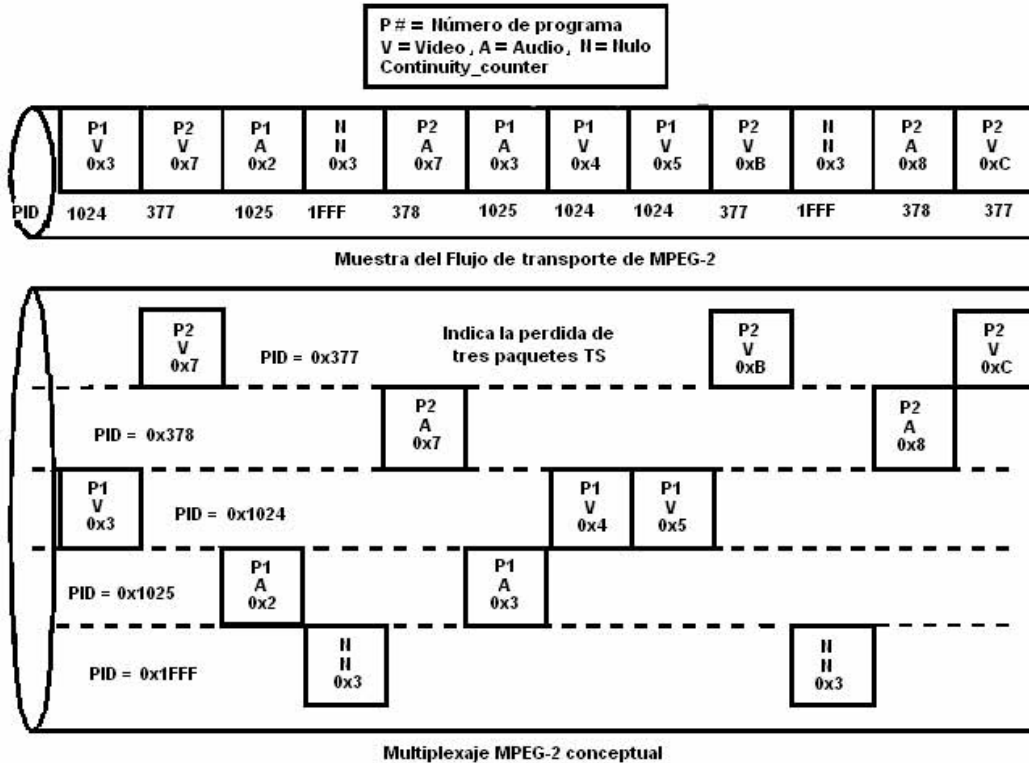 P # = Número de programa
V = Video , A = Audio, N = Nulo
Continuity_counter
P1 P2 P1 N P2 P1 P1 P1 P2 N P2 P2
V V A N A A V V V N A V
0x3 0x7 0x2 0x3 0x7 0x3 0x4 0x5 0xB 0x3 0x8 0xC
PID 1024 377 1025 1FFF 378 1025 1024 1024 377 1FFF 378 377
Muestra del Flujo de transporte de MPEG-2
P2
V
0x7
PID = 0x377
Indica la perdida de
tres paquetes TS
P2
V
0xB
P2
V
0xC
PID = 0x378
P2
A
0x7
P2
A
0x8
P1
V
0x3
PID = 0x1024
P1
V
0x4
P1
V
0x5
PID = 0x1025
P1
A
0x2
P1
A
0x3
PID = 0x1FFF
N
N
0x3
N
N
0x3
Multiplexaje MPEG-2 conceptual